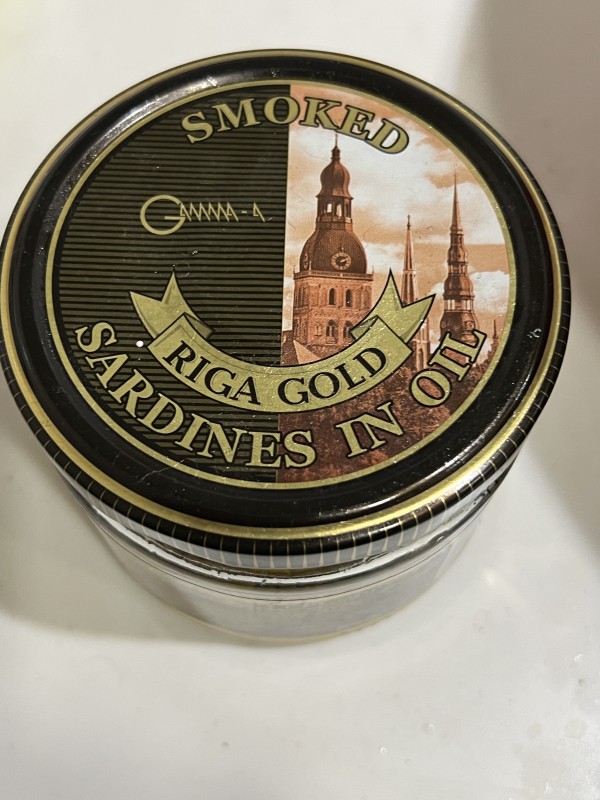 SMOKED
GAMMA-A
RIGA GOLD
SARDINES IN OIL